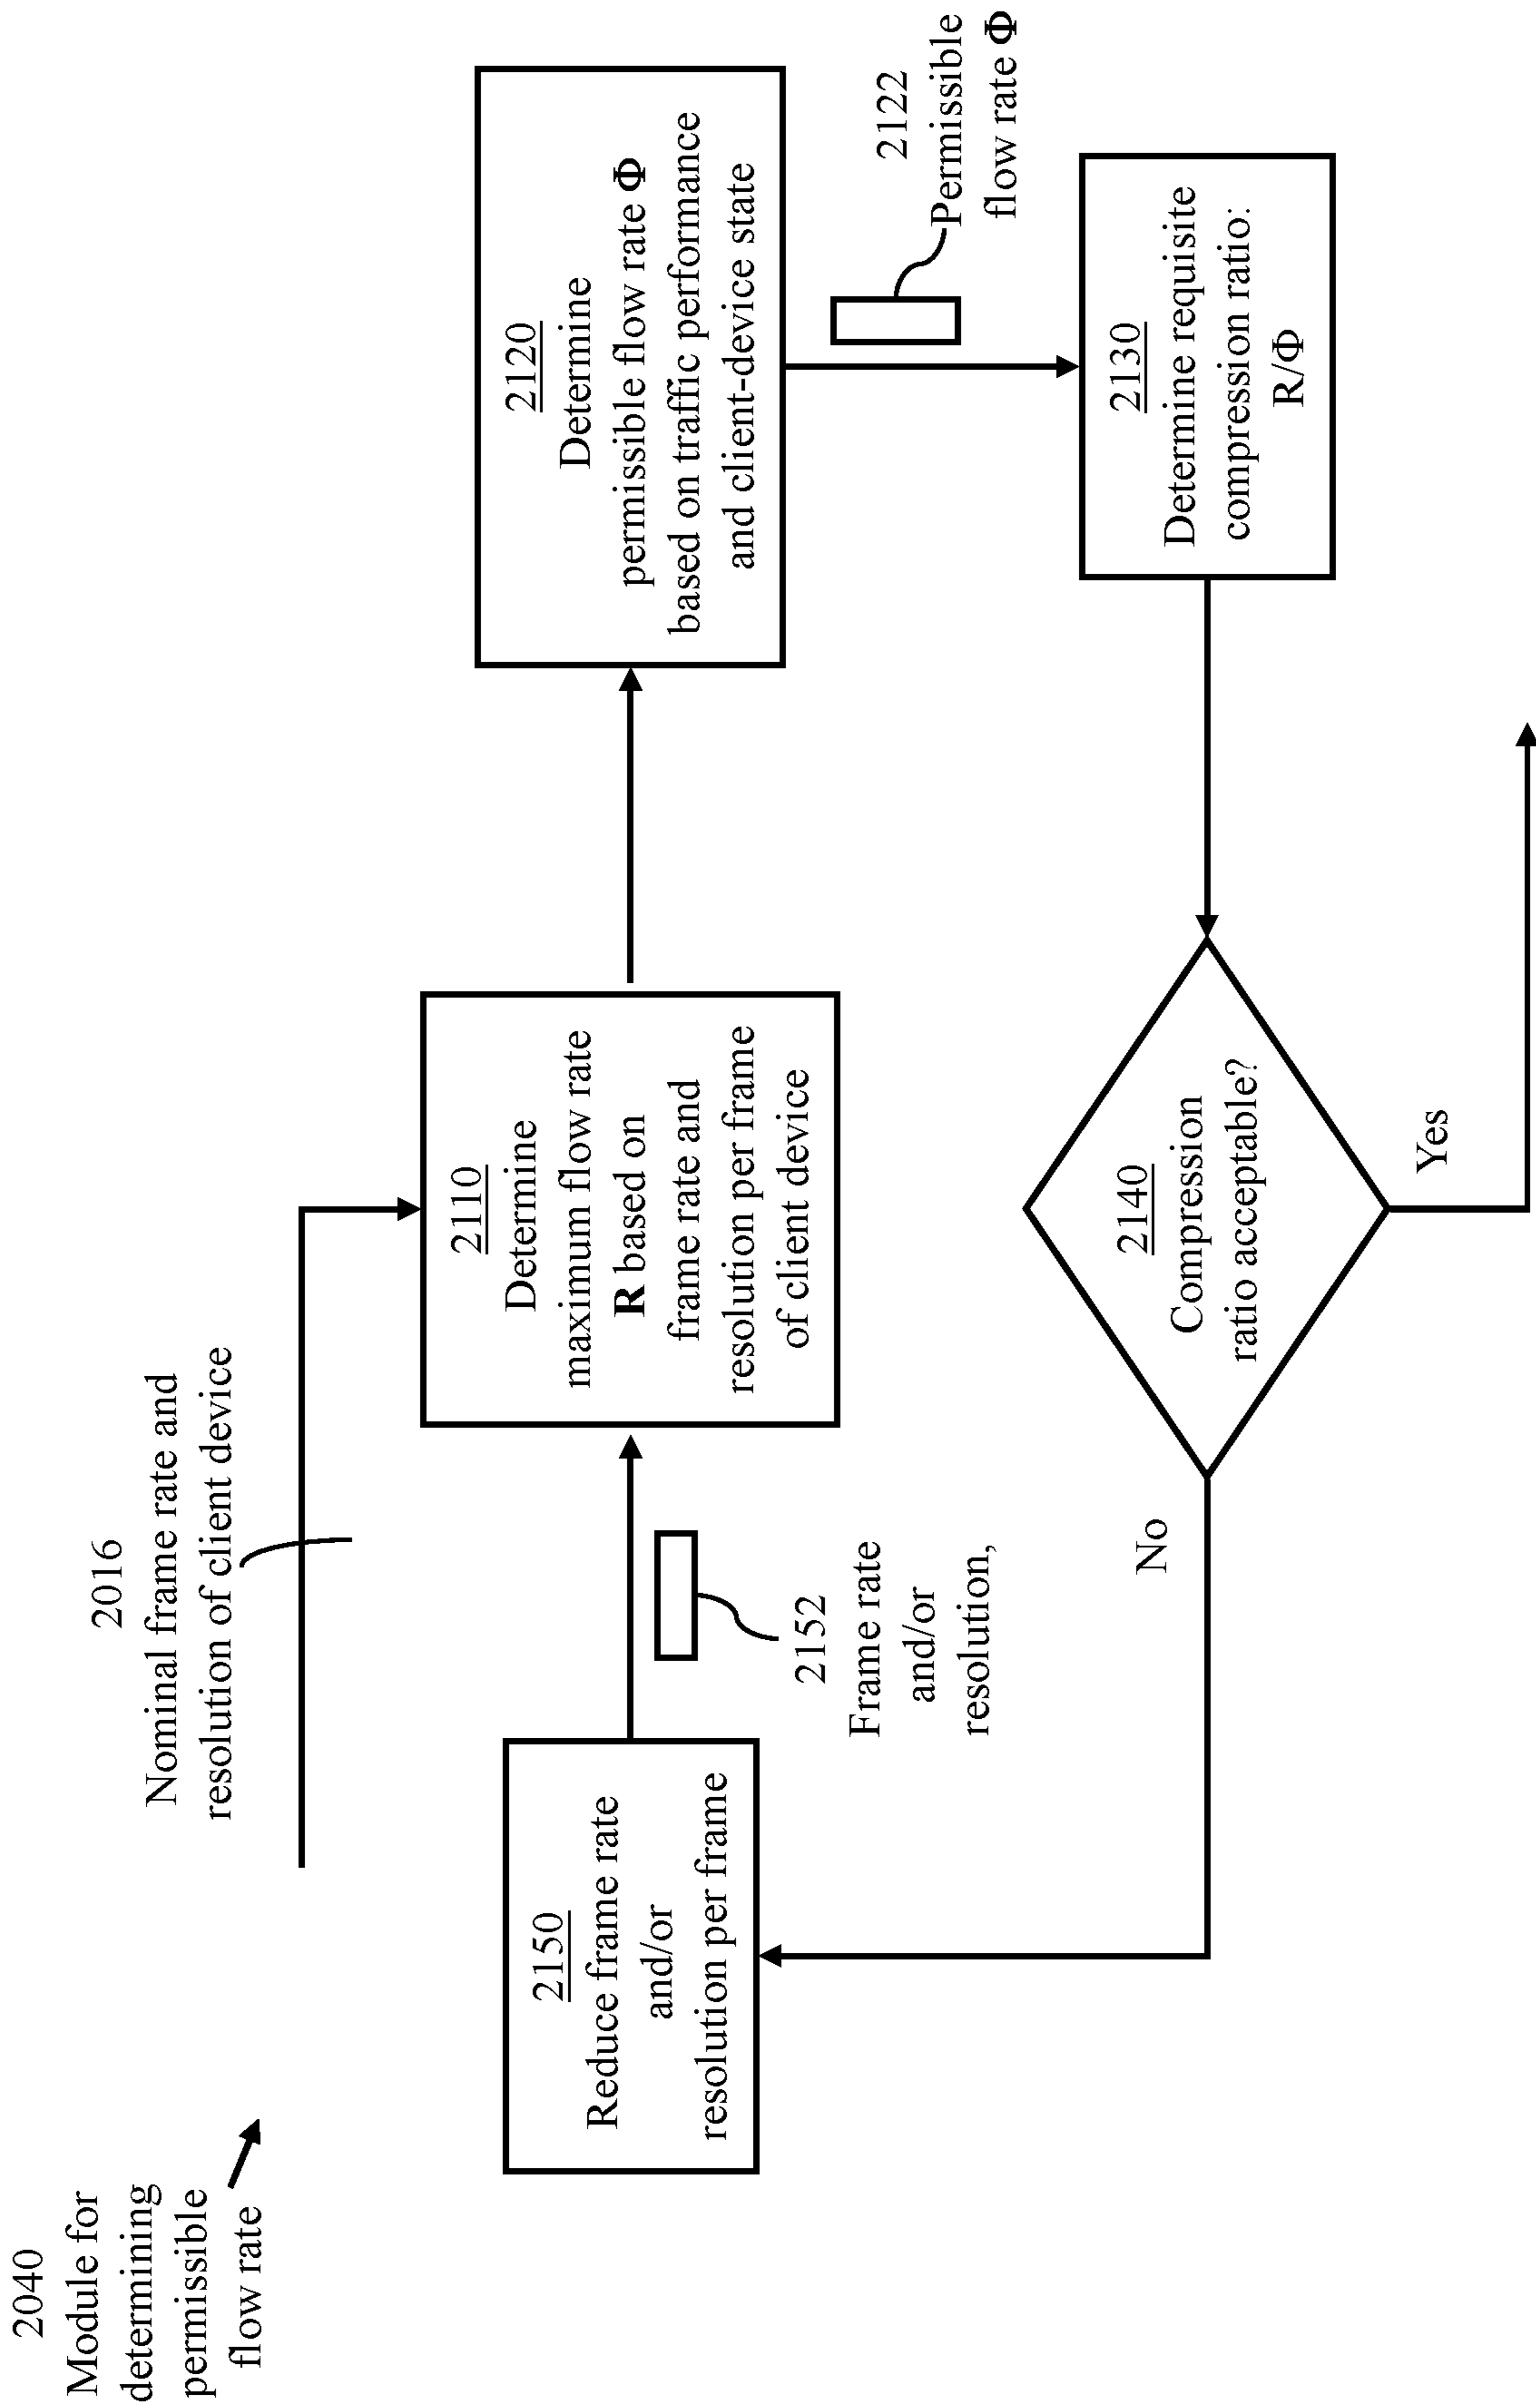 2040
Module for
determining
permissible
flow rate
2016
Nominal frame rate and
resolution of client device
2110
Determine
maximum flow rate
R based on
frame rate and
resolution per frame
of client device
2120
Determine
permissible flow rate Φ
based on traffic performance
and client-device state
2122
Permissible
flow rate Φ
2130
Determine requisite
compression ratio:
R/Φ
2140
Compression
ratio acceptable?
Yes
No
2150
Reduce frame rate
and/or
resolution per frame
2152
Frame rate
and/or
resolution,